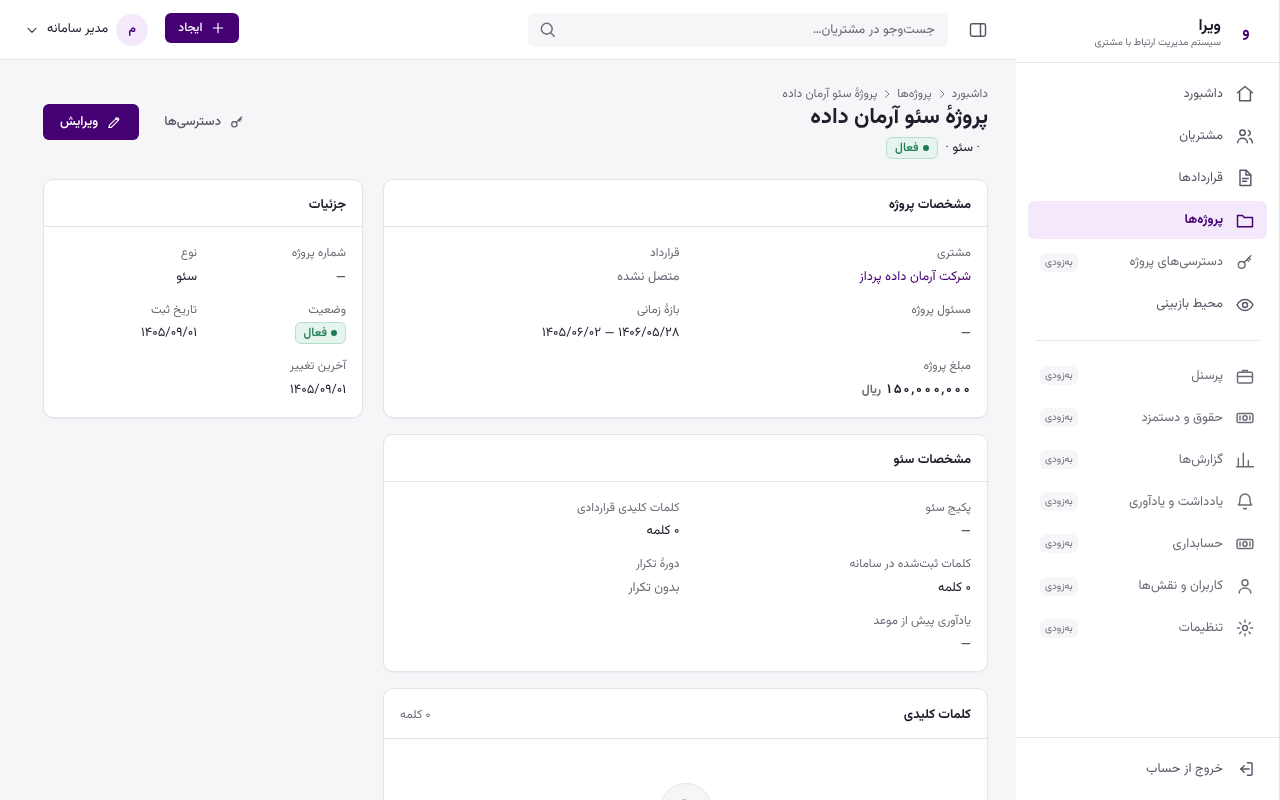 و
ویرا
سیستم مدیریت ارتباط با مشتری
داشبورد
مشتریان
قراردادها
پروژه‌ها
دسترسی‌های پروژه
به‌زودی
محیط بازبینی
پرسنل
به‌زودی
حقوق و دستمزد
به‌زودی
گزارش‌ها
به‌زودی
یادداشت و یادآوری
به‌زودی
حسابداری
به‌زودی
کاربران و نقش‌ها
به‌زودی
تنظیمات
به‌زودی
خروج از حساب
جست‌وجو در مشتریان…
ایجاد
م
مدیر سامانه
داشبورد
پروژه‌ها
پروژهٔ سئو آرمان داده
پروژهٔ سئو آرمان داده
· سئو ·
فعال
دسترسی‌ها
ویرایش
مشخصات پروژه
مشتری
قرارداد
شرکت آرمان داده پرداز
متصل نشده
مسئول پروژه
بازهٔ زمانی
—
۱۴۰۵/۰۶/۰۲ — ۱۴۰۶/۰۵/۲۸
مبلغ پروژه
۱۵۰,۰۰۰,۰۰۰ ریال
جزئیات
شماره پروژه
نوع
—
سئو
وضعیت
تاریخ ثبت
فعال
۱۴۰۵/۰۹/۰۱
آخرین تغییر
۱۴۰۵/۰۹/۰۱
مشخصات سئو
پکیج سئو
کلمات کلیدی قراردادی
—
۰ کلمه
کلمات ثبت‌شده در سامانه
دورهٔ تکرار
۰ کلمه
بدون تکرار
یادآوری پیش از موعد
—
کلمات کلیدی
۰ کلمه